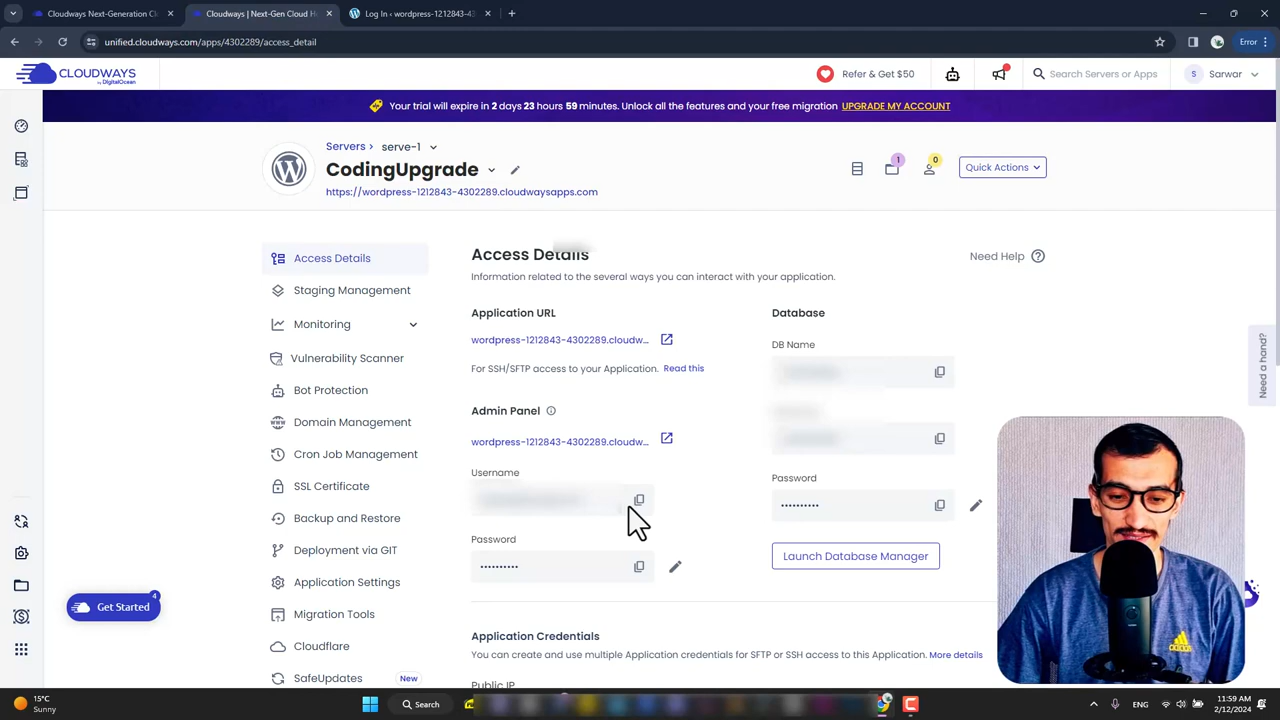 Cloudways Next-Generation C
Cloudways | Next-Gen Cloud H
Log In ‹ wordpress-1212843-43
unified.cloudways.com/apps/4302289/access_detail
Error
CLOUDWAYS
by DigitalOcean
Refer & Get $50
Search Servers or Apps
S
Sarwar
Your trial will expire in 2 days 23 hours 59 minutes. Unlock all the features and your free migration UPGRADE MY ACCOUNT
Servers > serve-1
CodingUpgrade
https://wordpress-1212843-4302289.cloudwaysapps.com
1
0
Quick Actions
Access Details
Staging Management
Monitoring
Vulnerability Scanner
Bot Protection
Domain Management
Cron Job Management
SSL Certificate
Backup and Restore
Deployment via GIT
Application Settings
Migration Tools
Cloudflare
SafeUpdates New
Get Started
4
Access Details
Need Help
Information related to the several ways you can interact with your application.
Application URL
wordpress-1212843-4302289.cloudw...
For SSH/SFTP access to your Application. Read this
Admin Panel
wordpress-1212843-4302289.cloudw...
Username
Password
••••••••••
Database
DB Name
Password
••••••••••
Launch Database Manager
Application Credentials
You can create and use multiple Application credentials for SFTP or SSH access to this Application. More details
Public IP
Need a hand?
15°C
Sunny
Search
ENG
11:59 AM
2/12/2024